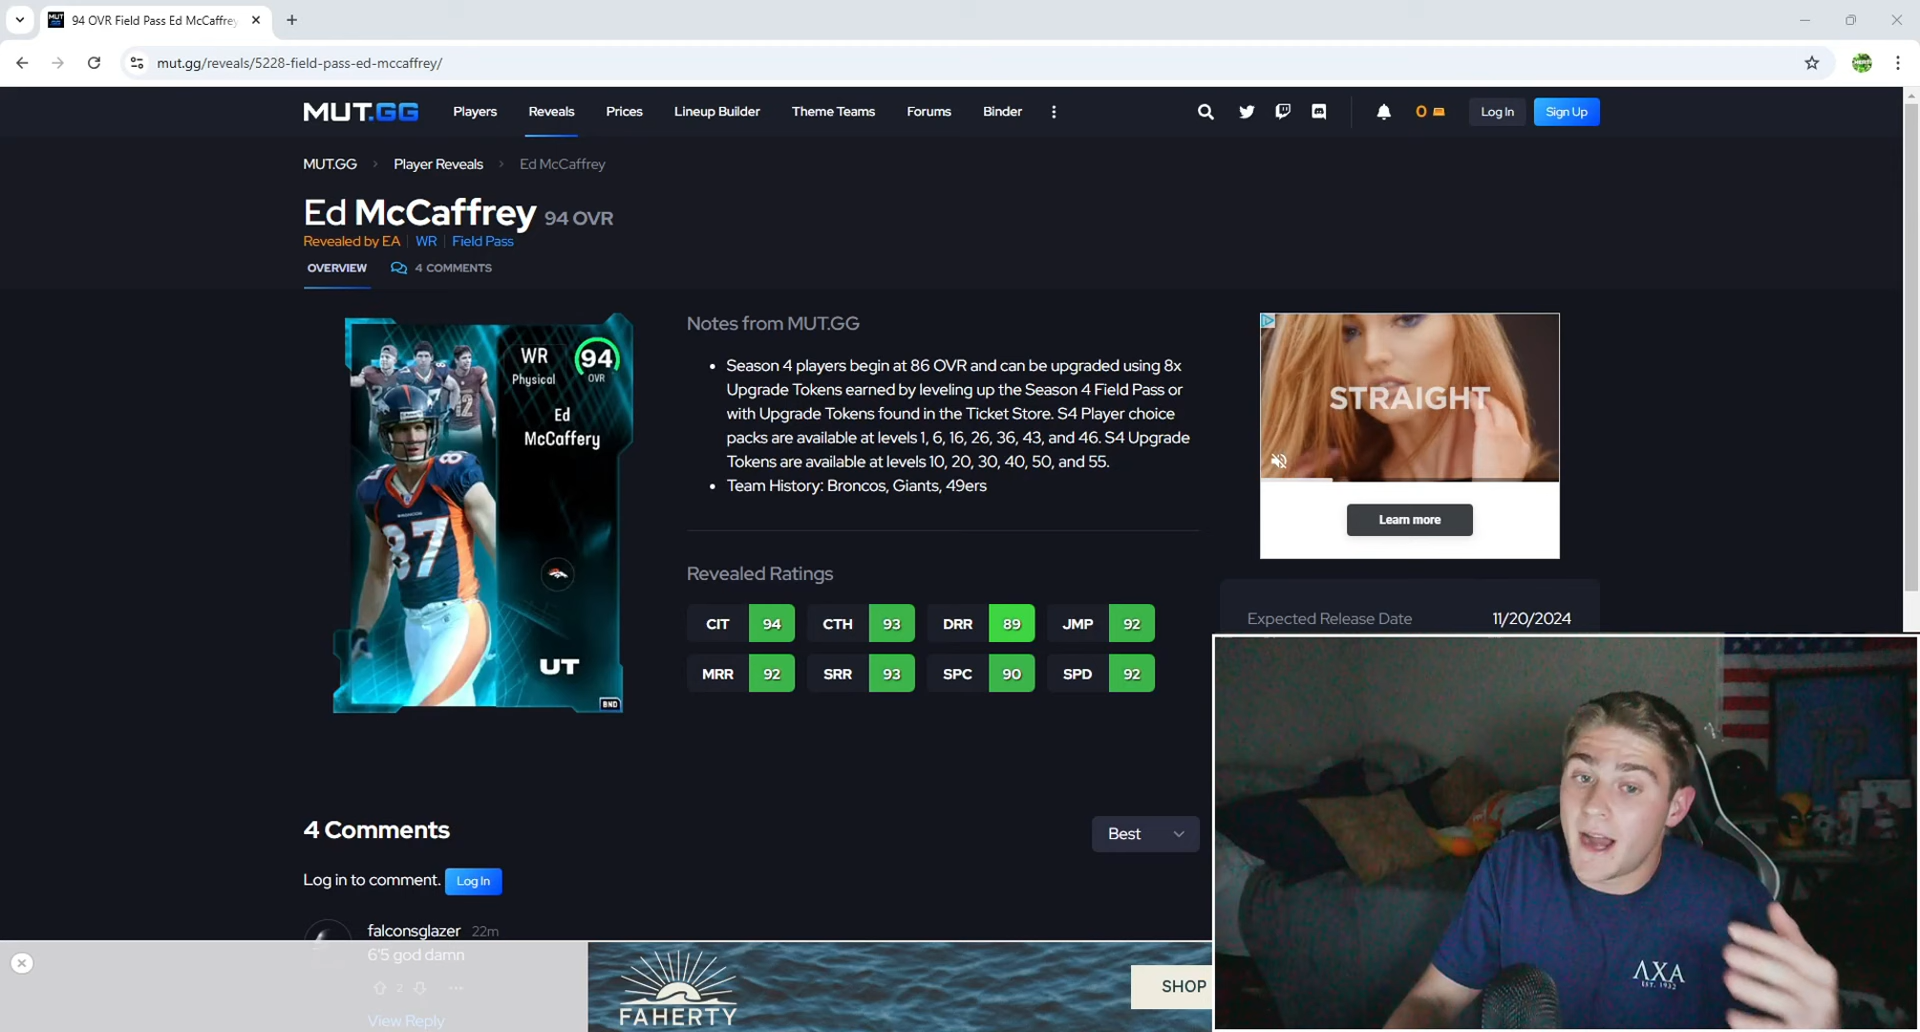 94 OVR Field Pass Ed McCaffrey
mut.gg/reveals/5228-field-pass-ed-mccaffrey/
MUT.GG
Players
Reveals
Prices
Lineup Builder
Theme Teams
Forums
Binder
0
Log In
Sign Up
MUT.GG > Player Reveals > Ed McCaffrey
Ed McCaffrey 94 OVR
Revealed by EA | WR | Field Pass
OVERVIEW
4 COMMENTS
WR
Physical
94
OVR
Ed
McCaffery
BRONCOS
87
87
UT
BND
Notes from MUT.GG
• Season 4 players begin at 86 OVR and can be upgraded using 8x
Upgrade Tokens earned by leveling up the Season 4 Field Pass or
with Upgrade Tokens found in the Ticket Store. S4 Player choice
packs are available at levels 1, 6, 16, 26, 36, 43, and 46. S4 Upgrade
Tokens are available at levels 10, 20, 30, 40, 50, and 55.
• Team History: Broncos, Giants, 49ers
Revealed Ratings
CIT 94 CTH 93 DRR 89 JMP 92
MRR 92 SRR 93 SPC 90 SPD 92
STRAIGHT
Learn more
Expected Release Date 11/20/2024
4 Comments
Best
Log in to comment. Log In
falconsglazer 22m
6'5 god damn
2
View Reply
FAHERTY
SHOP
ΛΧΑ
EST. 1932
12